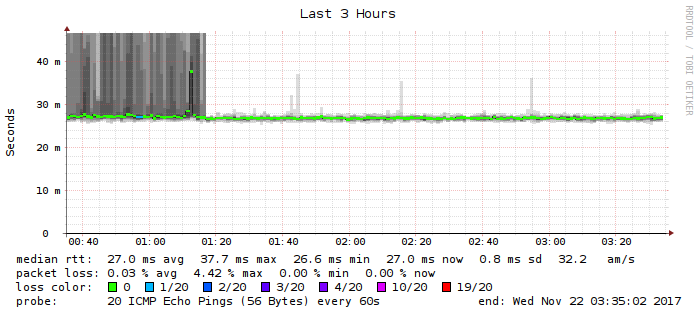 Last 3 Hours
RRDTOOL / TOBI OETIKER
Seconds
40 m
30 m
20 m
10 m
0
00:40 01:00 01:20 01:40 02:00 02:20 02:40 03:00 03:20
median rtt: 27.0 ms avg 37.7 ms max 26.6 ms min 27.0 ms now 0.8 ms sd 32.2 am/s
packet loss: 0.03 % avg 4.42 % max 0.00 % min 0.00 % now
loss color: 0 1/20 2/20 3/20 4/20 10/20 19/20
probe: 20 ICMP Echo Pings (56 Bytes) every 60s end: Wed Nov 22 03:35:02 2017